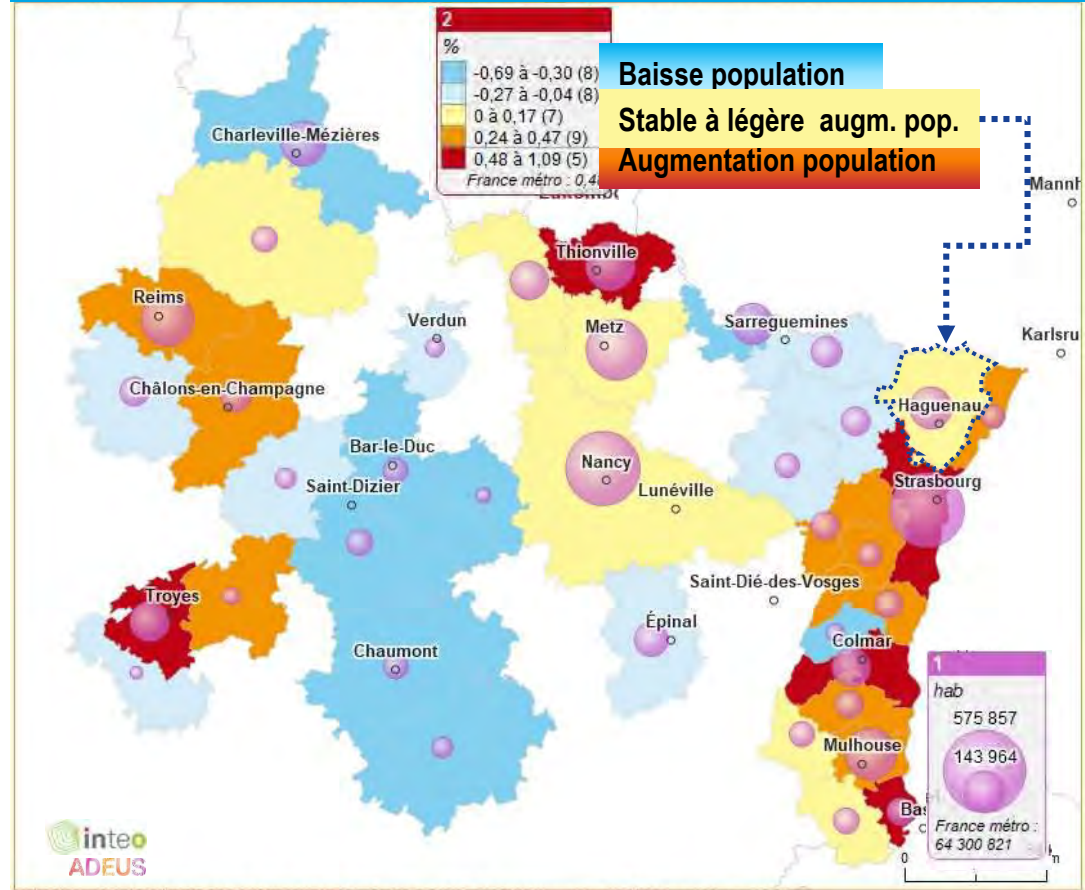 2
%
-0,69 à -0,30 (8)
-0,27 à -0,04 (8)
0 à 0,17 (7)
0,24 à 0,47 (9)
0,48 à 1,09 (5)
France métro : 0,4
Baisse population
Stable à légère augm. pop.
Augmentation population
Charleville-Mézières
Mannh
Thionville
Reims
Verdun
Metz
Sarreguemines
Karlsru
Châlons-en-Champagne
Haguenau
Bar-le-Duc
Nancy
Saint-Dizier
Lunéville
Strasbourg
Saint-Dié-des-Vosges
Troyes
Épinal
Chaumont
Colmar
Mulhouse
Bas
1
hab
575 857
143 964
France métro :
64 300 821
0
inteo
ADEUS